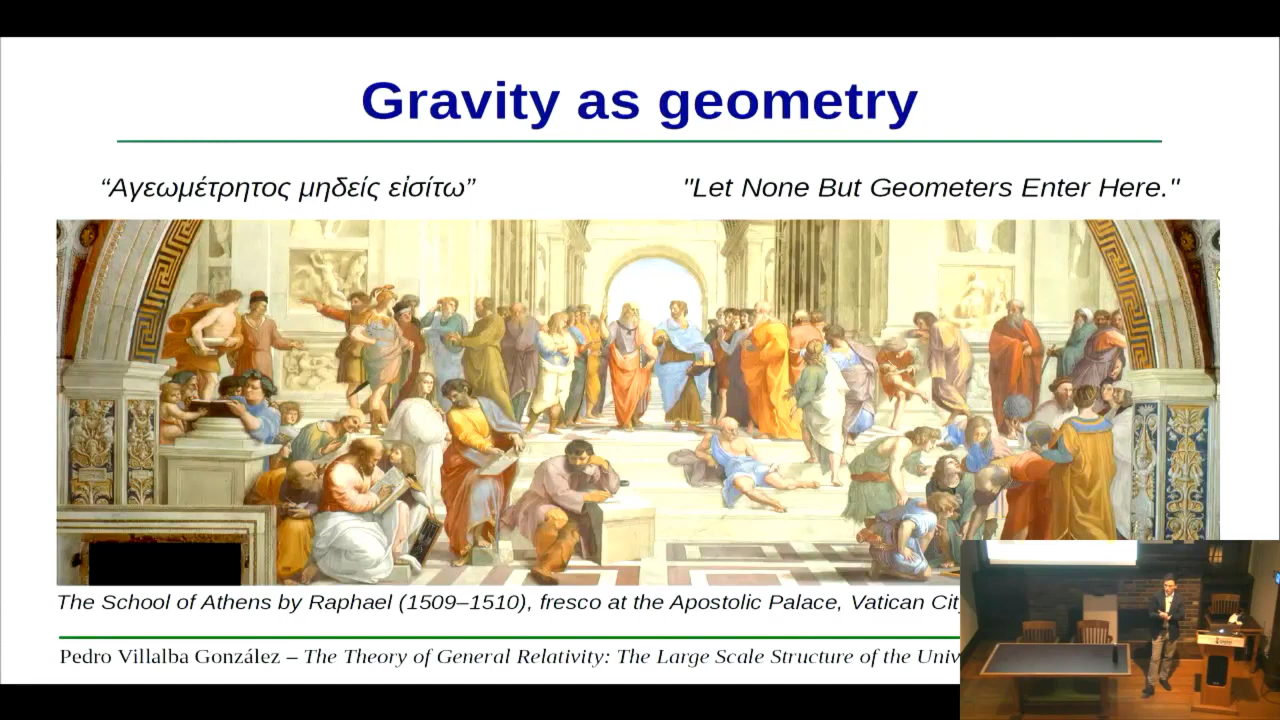 Gravity as geometry
“Αγεωμέτρητος μηδείς εἰσίτω”
"Let None But Geometers Enter Here."
The School of Athens by Raphael (1509–1510), fresco at the Apostolic Palace, Vatican
Pedro Villalba González – The Theory of General Relativity: The Large Scale Structure of the